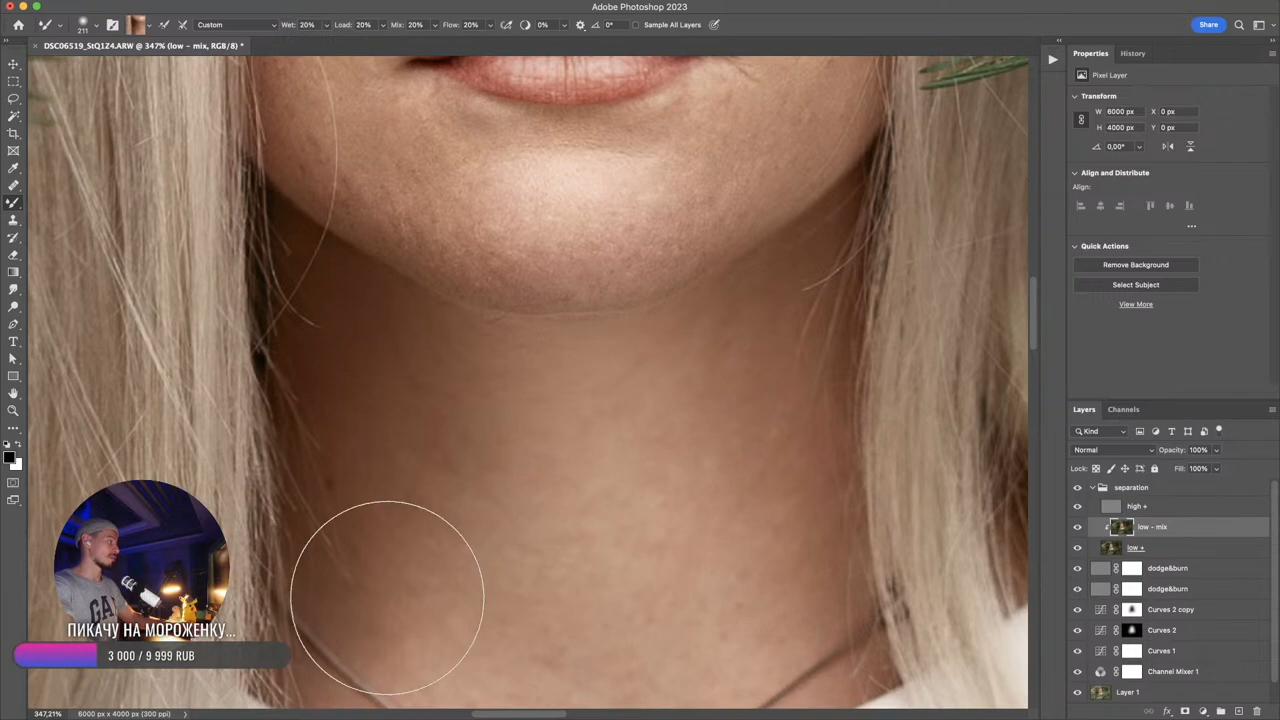 Adobe Photoshop 2023
211
Custom
Wet: 20%
Load: 20%
Mix: 20%
Flow: 20%
0%
0°
Sample All Layers
Share
DSC06519_StQ1Z4.ARW @ 347% (low - mix, RGB/8) *
Properties
History
Pixel Layer
Transform
W 6000 px X 0 px
H 4000 px Y 0 px
0,00°
Align and Distribute
Align:
Quick Actions
Remove Background
Select Subject
View More
Layers
Channels
Kind
Normal
Opacity: 100%
Lock:
Fill: 100%
separation
high +
low - mix
low +
dodge&burn
dodge&burn
Curves 2 copy
Curves 2
Curves 1
Channel Mixer 1
Layer 1
GAP
ПИКАЧУ НА МОРОЖЕНКУ...
3 000 / 9 999 RUB
347,21%
6000 px x 4000 px (300 ppi)